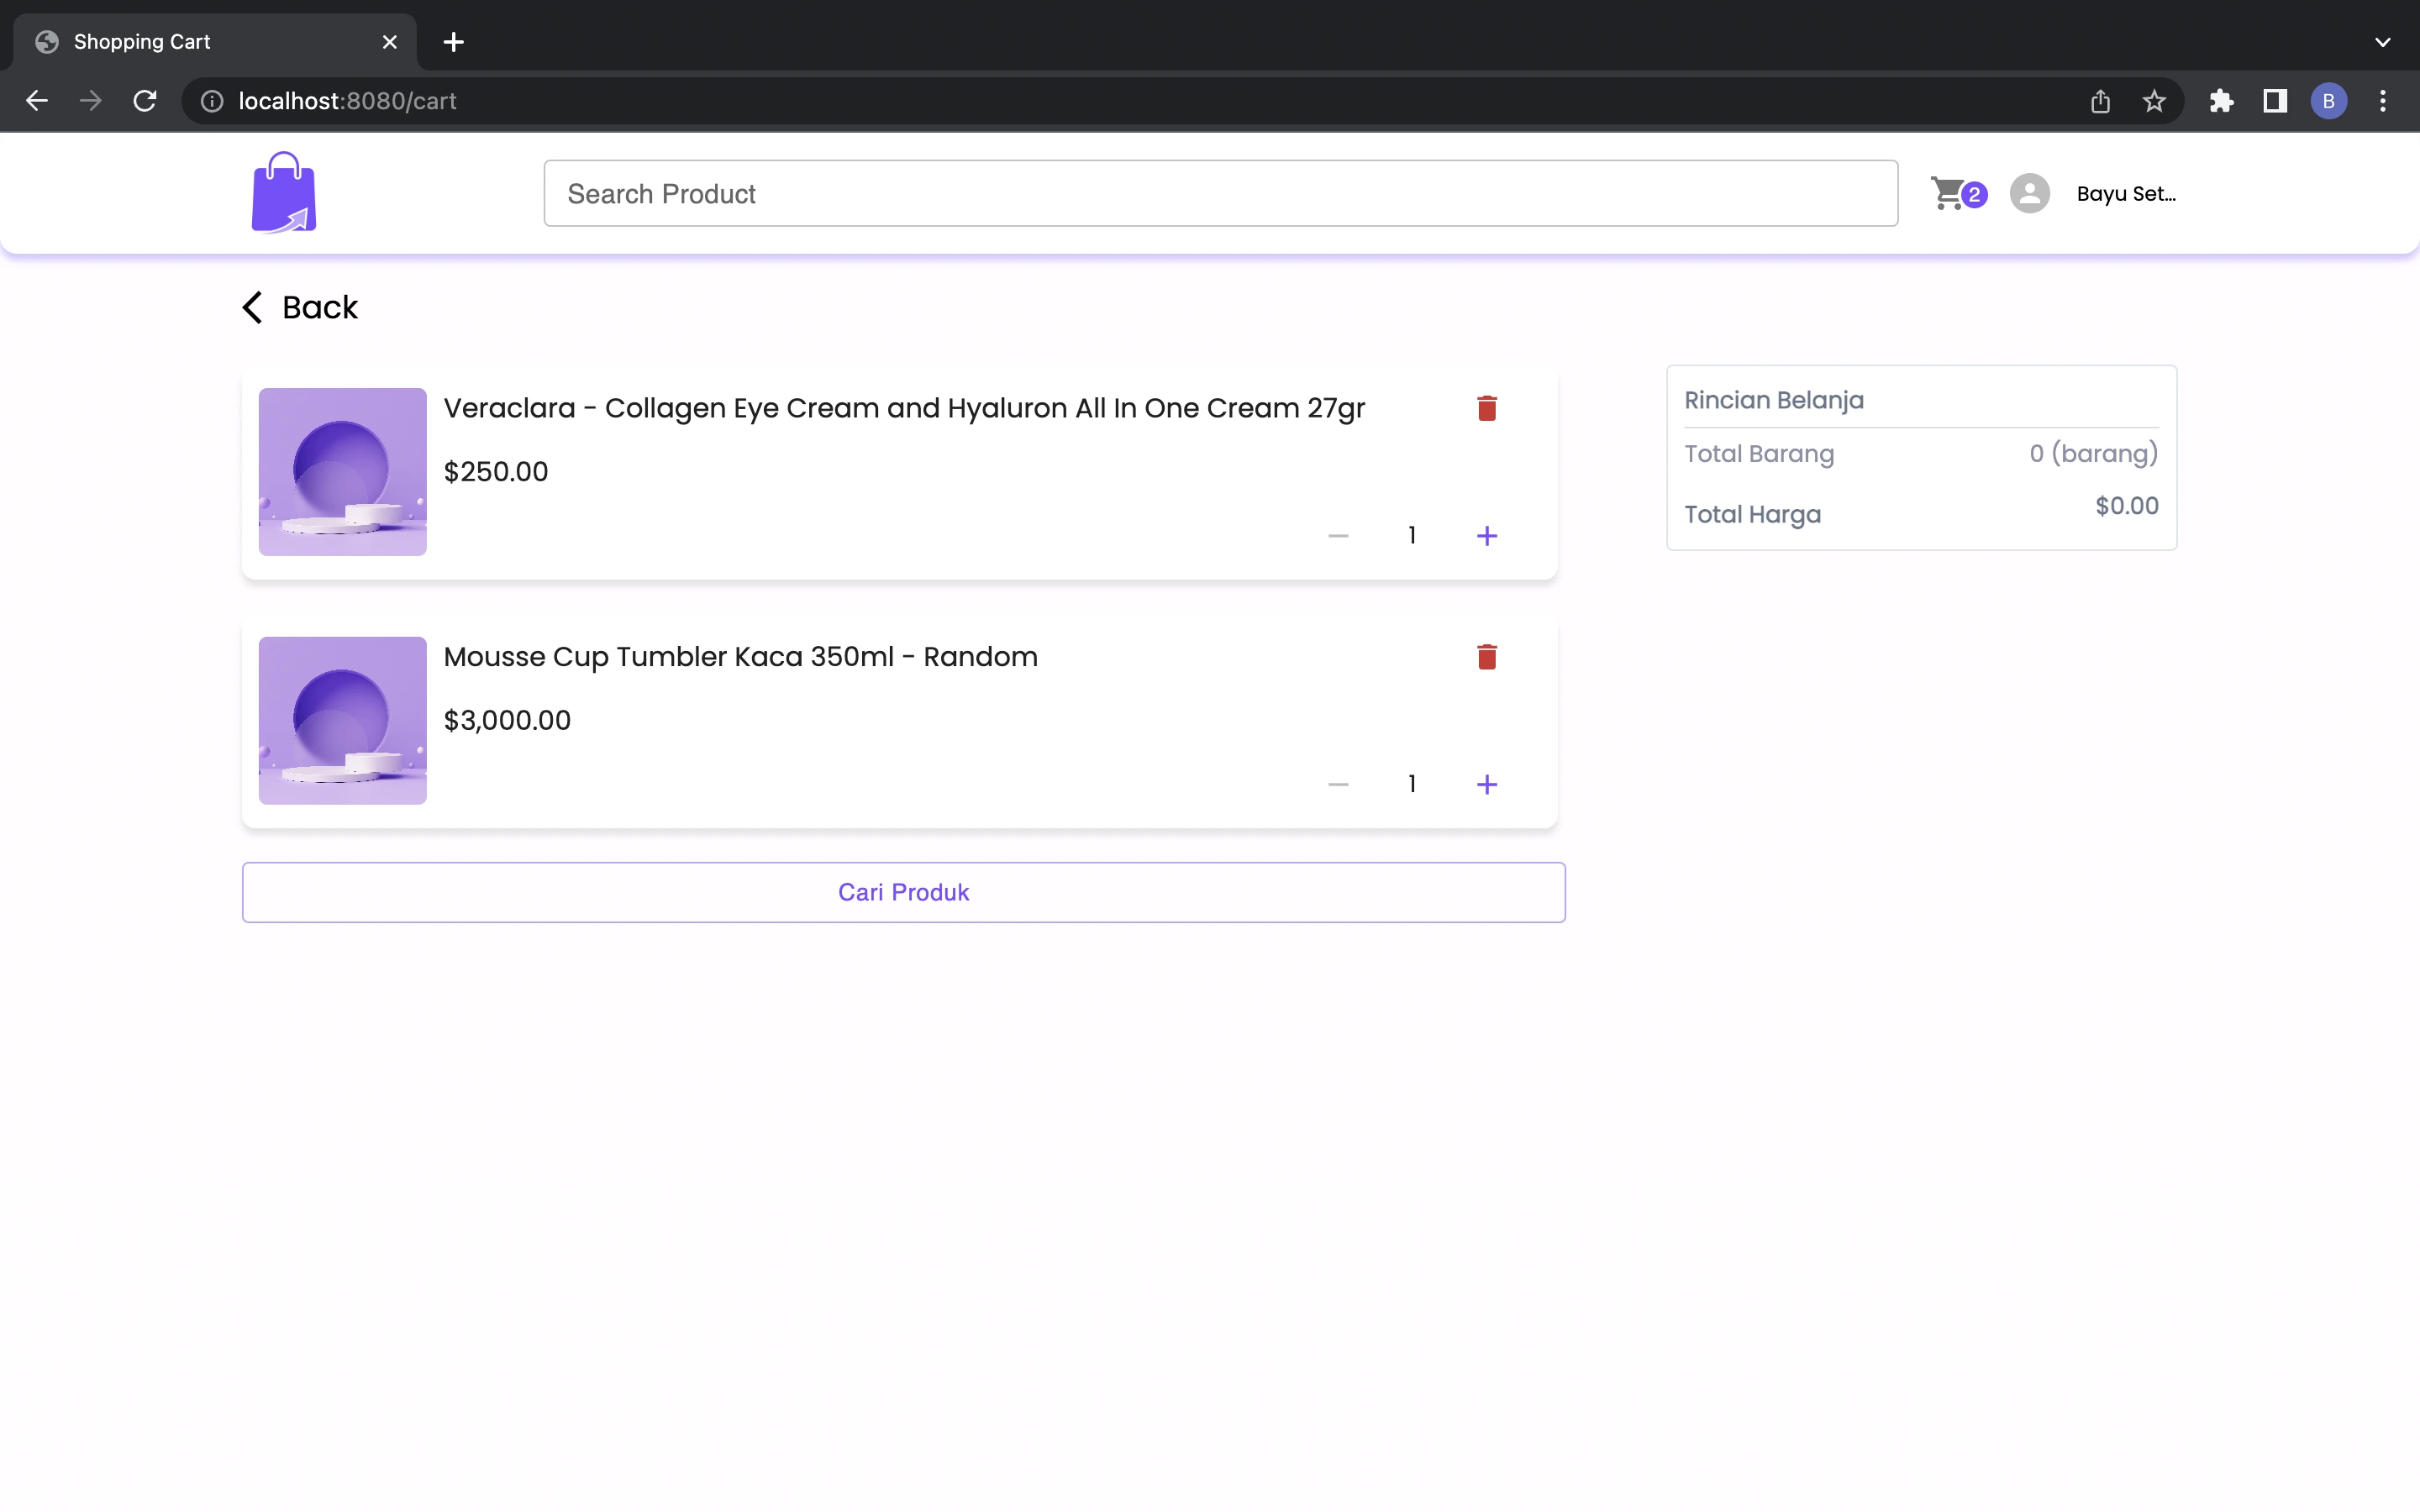 Shopping Cart
localhost:8080/cart
B
Search Product
2
Bayu Set...
Back
Veraclara - Collagen Eye Cream and Hyaluron All In One Cream 27gr
$250.00
1
Mousse Cup Tumbler Kaca 350ml - Random
$3,000.00
1
Cari Produk
Rincian Belanja
Total Barang 0 (barang)
Total Harga $0.00